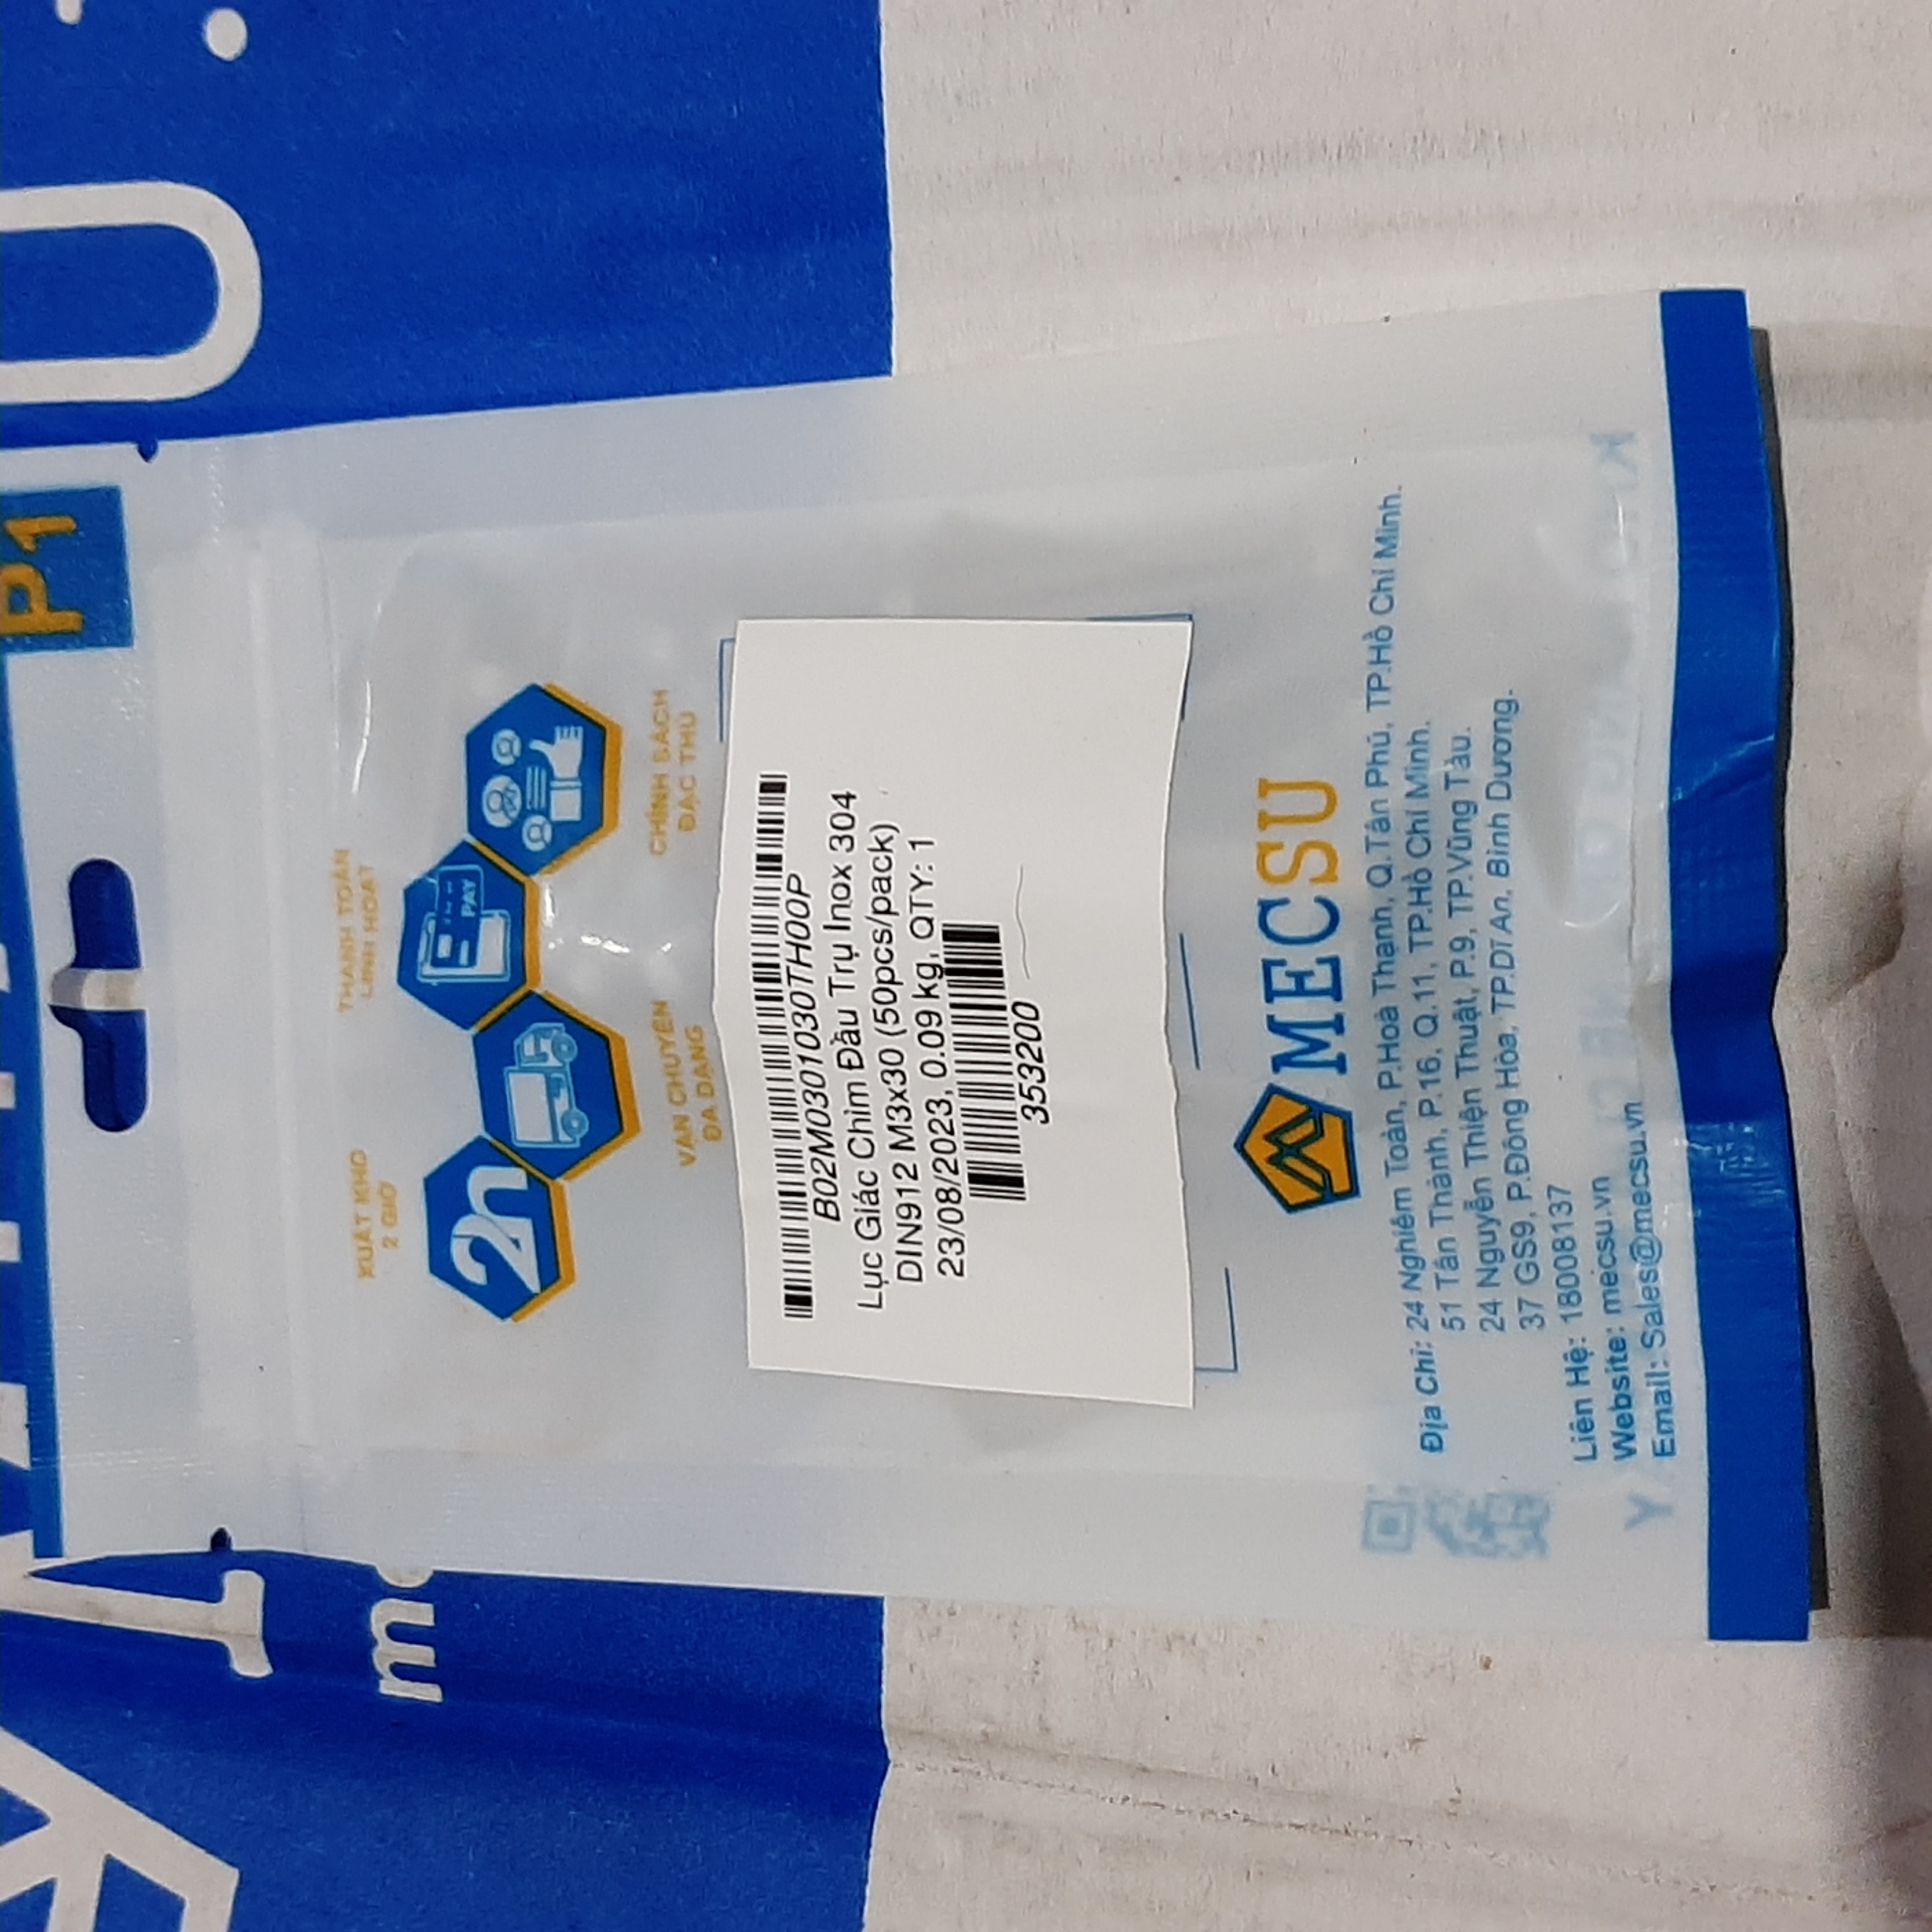 P1
XUẤT KHO
2 GIỜ
THANH TOÁN
LINH HOẠT
2h
PAY
VẬN CHUYỂN
ĐA DẠNG
CHÍNH SÁCH
ĐẶC THÙ
B02M0301030TH00P
Lục Giác Chìm Đầu Trụ Inox 304
DIN912 M3x30 (50pcs/pack)
23/08/2023, 0.09 kg, QTY: 1
353200
MECSU
Địa Chỉ: 24 Nghiêm Toản, P.Hoà Thạnh, Q.Tân Phú, TP.Hồ Chí Minh.
51 Tân Thành, P.16, Q.11, TP.Hồ Chí Minh.
24 Nguyễn Thiện Thuật, P.9, TP.Vũng Tàu.
37 GS9, P.Đông Hòa, TP.Dĩ An, Bình Dương.
Liên Hệ: 18008137
Website: mecsu.vn
Email: Sales@mecsu.vn